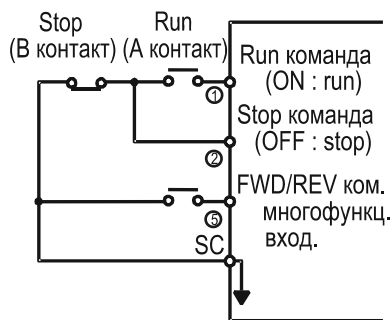 Stop
(В контакт)
Run
(А контакт)
Run команда
(ON : run)
①
Stop команда
(OFF : stop)
②
FWD/REV ком.
многофункц.
вход.
⑤
SC